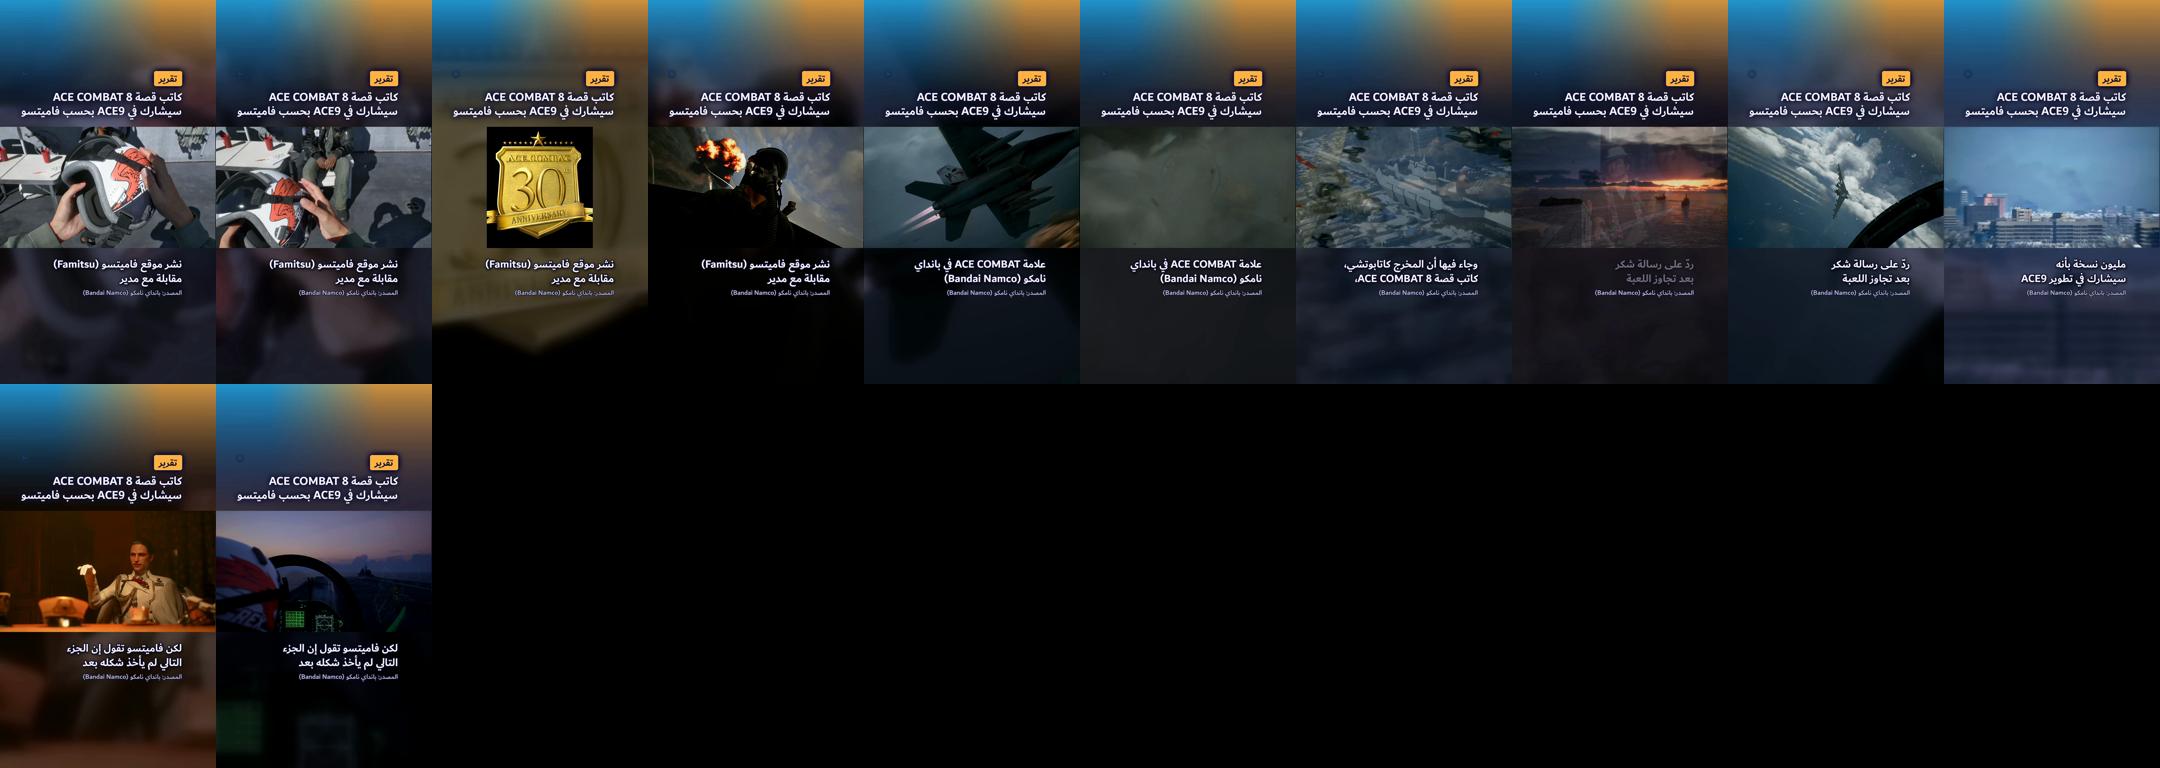 تقرير
كاتب قصة ACE COMBAT 8
سيشارك في ACE9 بحسب فاميتسو
نشر موقع فاميتسو (Famitsu)
مقابلة مع مدير
المصدر: بانداي نامكو (Bandai Namco)
تقرير
كاتب قصة ACE COMBAT 8
سيشارك في ACE9 بحسب فاميتسو
نشر موقع فاميتسو (Famitsu)
مقابلة مع مدير
المصدر: بانداي نامكو (Bandai Namco)
تقرير
كاتب قصة ACE COMBAT 8
سيشارك في ACE9 بحسب فاميتسو
ACE COMBAT
30th
ANNIVERSARY
نشر موقع فاميتسو (Famitsu)
مقابلة مع مدير
المصدر: بانداي نامكو (Bandai Namco)
تقرير
كاتب قصة ACE COMBAT 8
سيشارك في ACE9 بحسب فاميتسو
نشر موقع فاميتسو (Famitsu)
مقابلة مع مدير
المصدر: بانداي نامكو (Bandai Namco)
تقرير
كاتب قصة ACE COMBAT 8
سيشارك في ACE9 بحسب فاميتسو
علامة ACE COMBAT في بانداي
نامكو (Bandai Namco)
المصدر: بانداي نامكو (Bandai Namco)
تقرير
كاتب قصة ACE COMBAT 8
سيشارك في ACE9 بحسب فاميتسو
علامة ACE COMBAT في بانداي
نامكو (Bandai Namco)
المصدر: بانداي نامكو (Bandai Namco)
تقرير
كاتب قصة ACE COMBAT 8
سيشارك في ACE9 بحسب فاميتسو
وجاء فيها أن المخرج كاتابوتشي،
كاتب قصة ACE COMBAT 8،
المصدر: بانداي نامكو (Bandai Namco)
تقرير
كاتب قصة ACE COMBAT 8
سيشارك في ACE9 بحسب فاميتسو
ردّ على رسالة شكر
بعد تجاوز اللعبة
المصدر: بانداي نامكو (Bandai Namco)
تقرير
كاتب قصة ACE COMBAT 8
سيشارك في ACE9 بحسب فاميتسو
ردّ على رسالة شكر
بعد تجاوز اللعبة
المصدر: بانداي نامكو (Bandai Namco)
تقرير
كاتب قصة ACE COMBAT 8
سيشارك في ACE9 بحسب فاميتسو
مليون نسخة بأنه
سيشارك في تطوير ACE9
المصدر: بانداي نامكو (Bandai Namco)
تقرير
كاتب قصة ACE COMBAT 8
سيشارك في ACE9 بحسب فاميتسو
لكن فاميتسو تقول إن الجزء
التالي لم يأخذ شكله بعد
المصدر: بانداي نامكو (Bandai Namco)
تقرير
كاتب قصة ACE COMBAT 8
سيشارك في ACE9 بحسب فاميتسو
لكن فاميتسو تقول إن الجزء
التالي لم يأخذ شكله بعد
المصدر: بانداي نامكو (Bandai Namco)